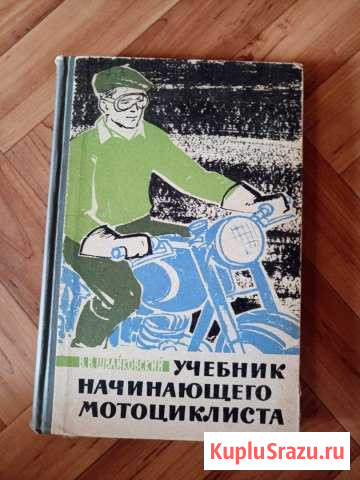 В.В.ШВАЙКОВСКИЙ УЧЕБНИК
НАЧИНАЮЩЕГО
МОТОЦИКЛИСТА
KupluSrazu.ru